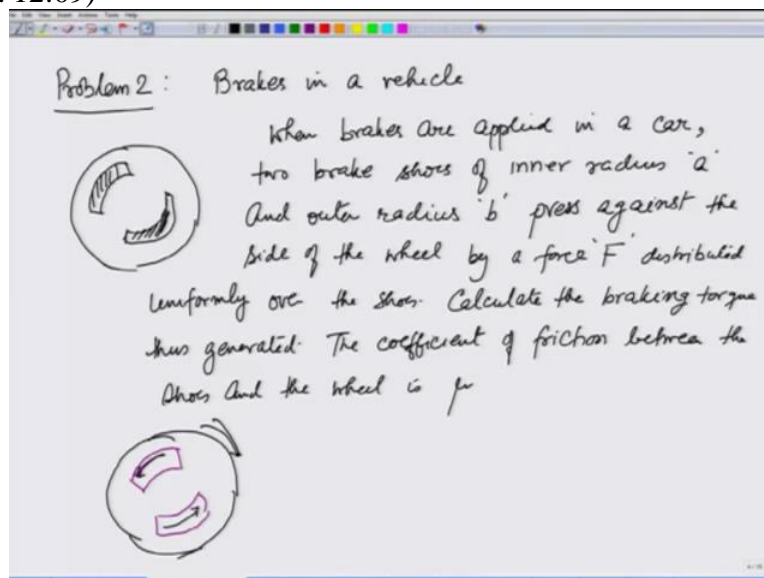 12:09)
Problem 2 : Brakes in a vehicle
When brakes are applied in a car,
two brake shoes of inner radius 'a'
and outer radius 'b' press against the
side of the wheel by a force 'F' distributed
uniformly over the shoes. Calculate the braking torque
thus generated. The coefficient of friction between the
shoes and the wheel is μ